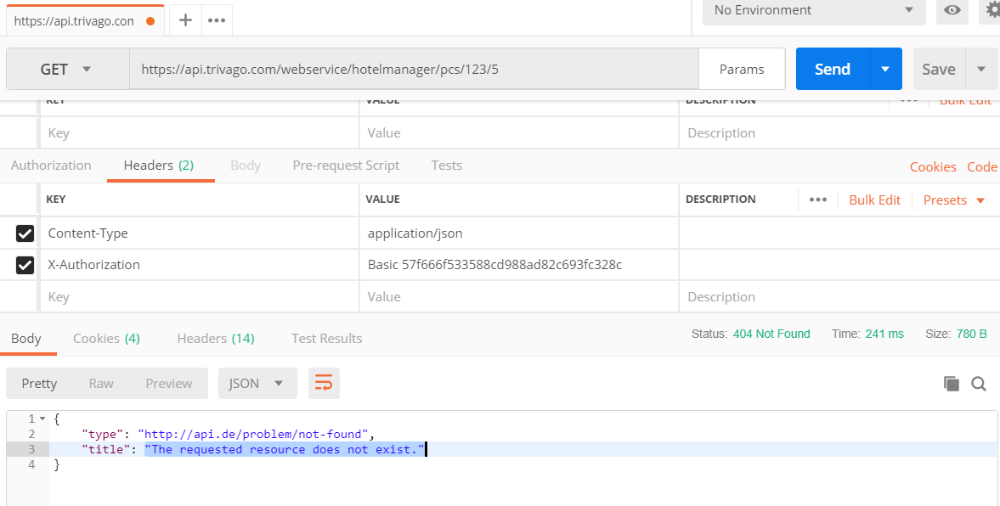 https://api.trivago.con
No Environment
GET https://api.trivago.com/webservice/hotelmanager/pcs/123/5 Params Send Save
KEY VALUE DESCRIPTION Bulk Edit
Key Value Description
Authorization Headers (2) Body Pre-request Script Tests Cookies Code
KEY VALUE DESCRIPTION Bulk Edit Presets
Content-Type application/json
X-Authorization Basic 57f666f533588cd988ad82c693fc328c
Key Value Description
Body Cookies (4) Headers (14) Test Results Status: 404 Not Found Time: 241 ms Size: 780 B
Pretty Raw Preview JSON
1 {
2 "type": "http://api.de/problem/not-found",
3 "title": "The requested resource does not exist."
4 }